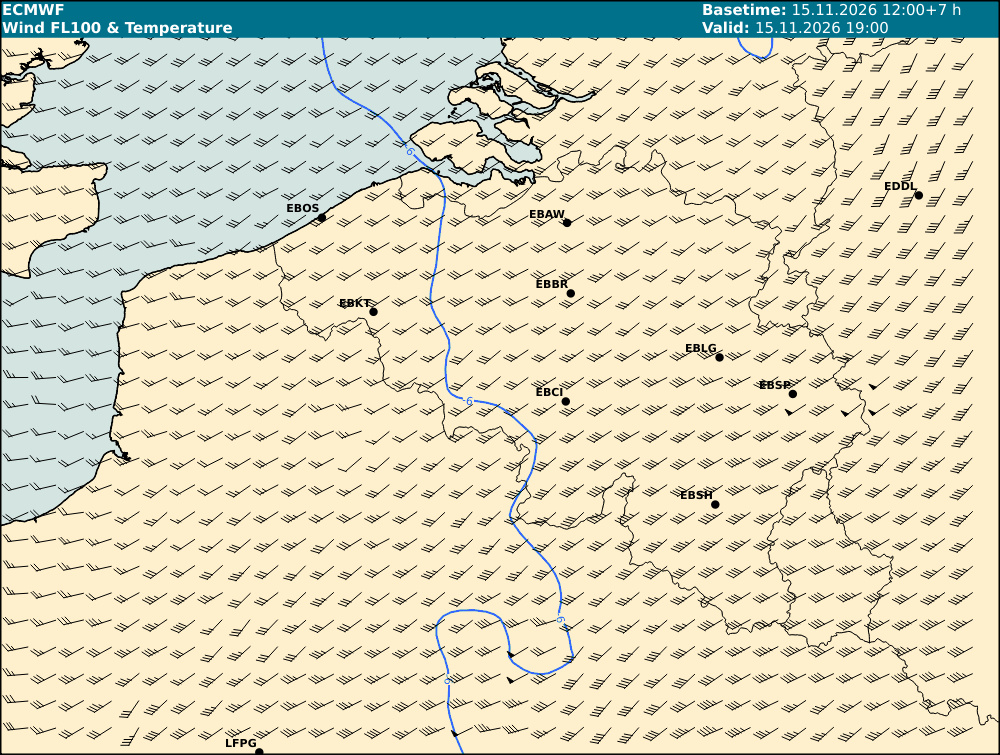 ECMWF
Wind FL100 & Temperature
Basetime: 15.11.2026 12:00+7 h
Valid: 15.11.2026 19:00
-6
EDDL
EBOS
EBAW
EBBR
EBKT
EBLG
EBSP
EBCI
-6
EBSH
-6
-6
LFPG